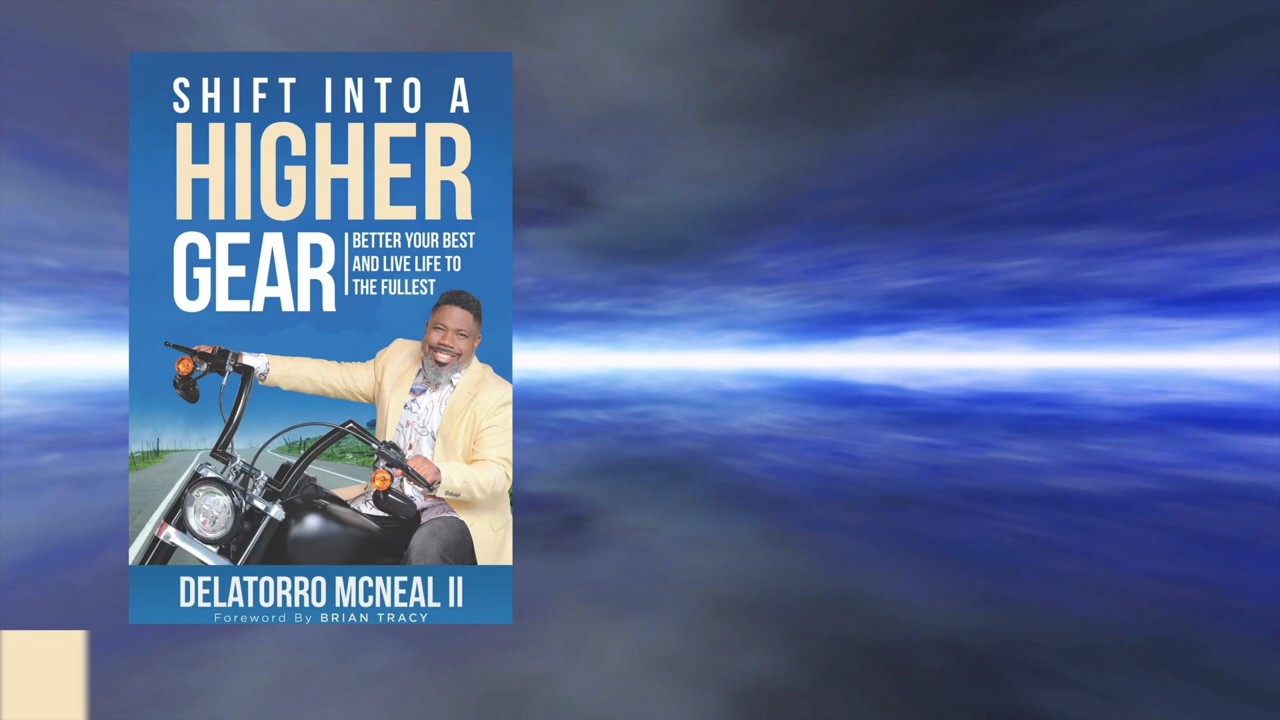 SHIFT INTO A
HIGHER
GEAR
BETTER YOUR BEST
AND LIVE LIFE TO
THE FULLEST
DELATORRO MCNEAL II
Foreword By BRIAN TRACY